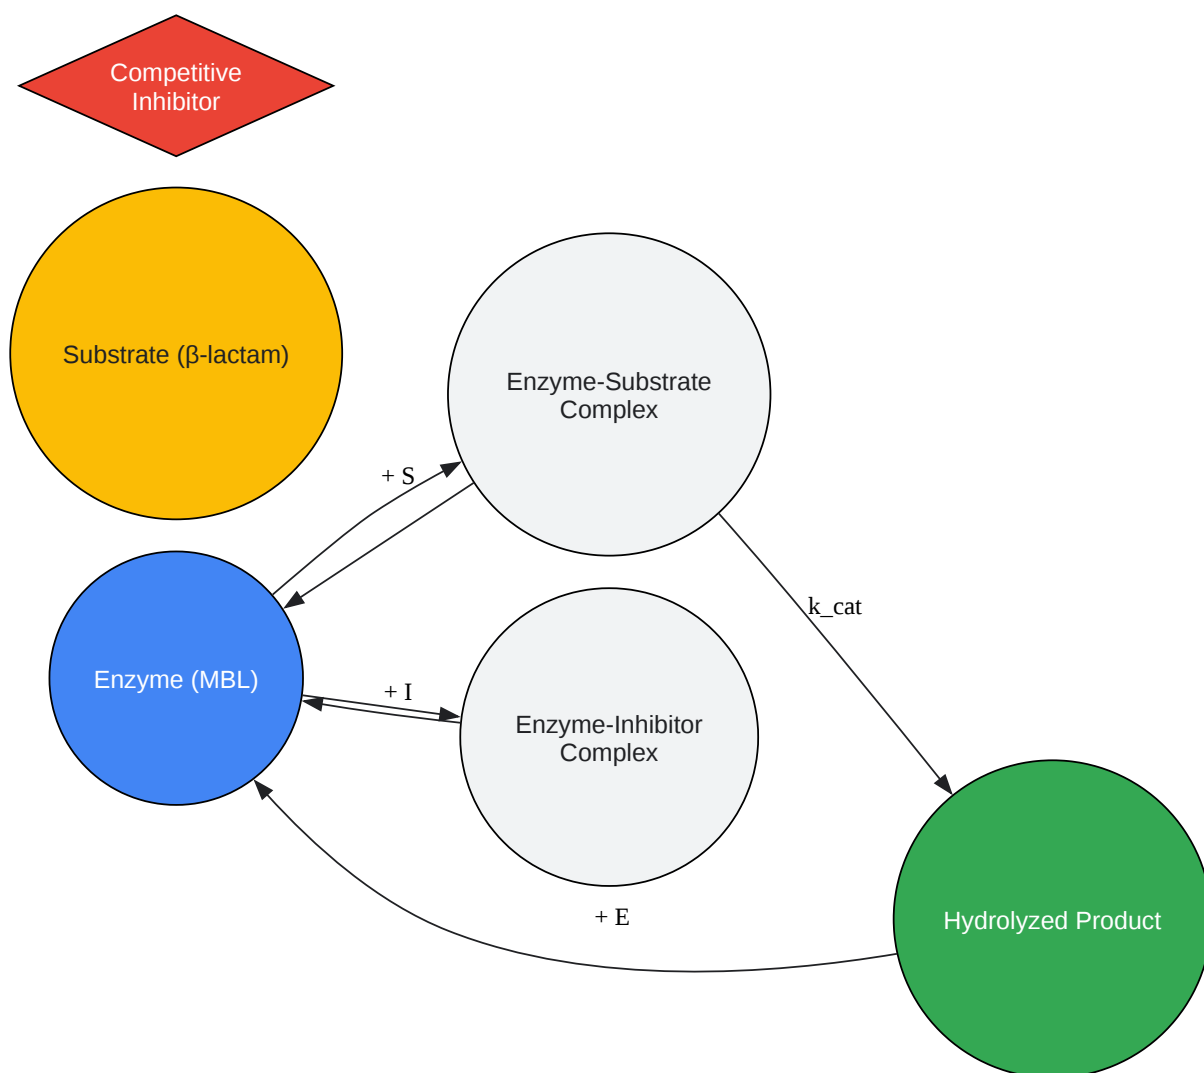 Competitive
Inhibitor
Substrate (β-lactam)
Enzyme-Substrate
Complex
+ S
k_cat
Enzyme (MBL)
+ I
Enzyme-Inhibitor
Complex
+ E
Hydrolyzed Product